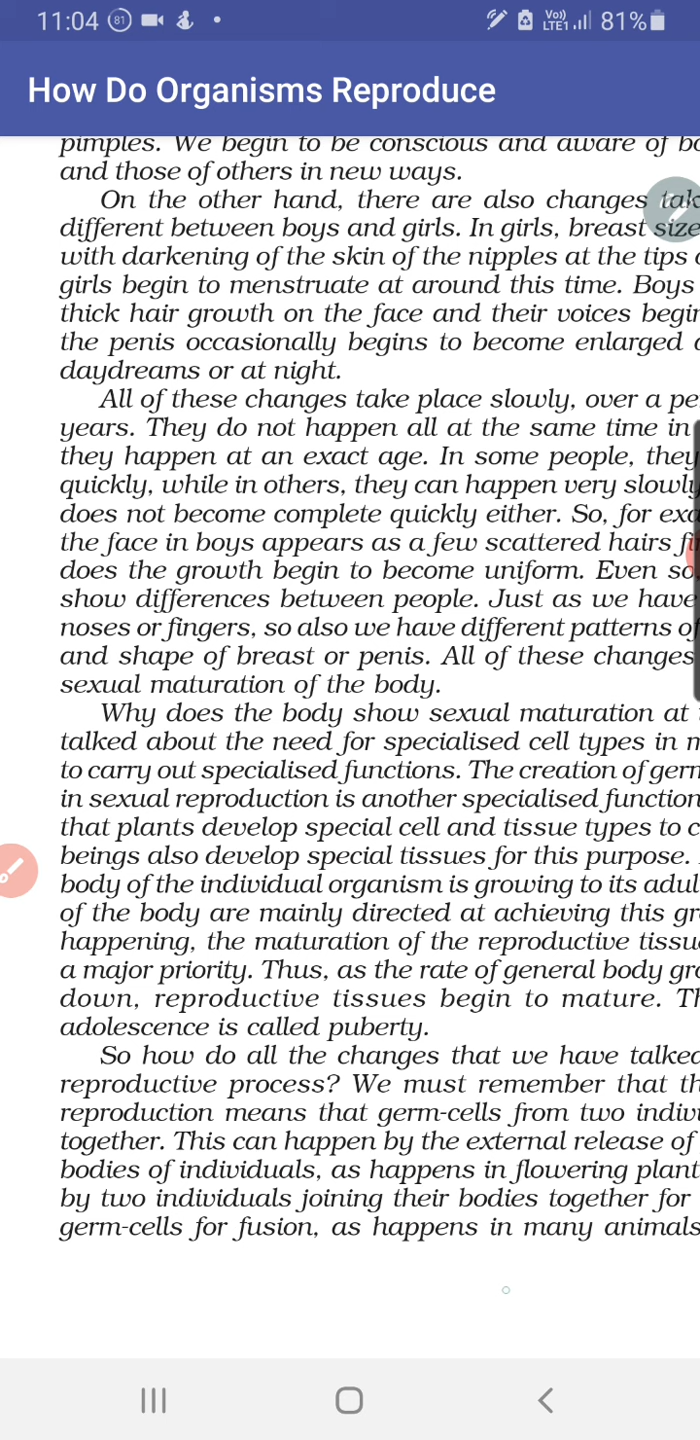 11:04 81 Vo)) LTE1 81%
How Do Organisms Reproduce
pimples. We begin to be conscious and aware of
and those of others in new ways.
On the other hand, there are also changes
different between boys and girls. In girls, breast size
with darkening of the skin of the nipples at the tips
girls begin to menstruate at around this time. Boys
thick hair growth on the face and their voices
the penis occasionally begins to become enlarged
daydreams or at night.
All of these changes take place slowly, over a
years. They do not happen all at the same time in
they happen at an exact age. In some people, they
quickly, while in others, they can happen very slowly
does not become complete quickly either. So, for
the face in boys appears as a few scattered hairs
does the growth begin to become uniform. Even so
show differences between people. Just as we have
noses or fingers, so also we have different patterns of
and shape of breast or penis. All of these changes
sexual maturation of the body.
Why does the body show sexual maturation at
talked about the need for specialised cell types in
to carry out specialised functions. The creation of
in sexual reproduction is another specialised function
that plants develop special cell and tissue types to
beings also develop special tissues for this purpose.
body of the individual organism is growing to its
of the body are mainly directed at achieving this
happening, the maturation of the reproductive
a major priority. Thus, as the rate of general body
down, reproductive tissues begin to mature.
adolescence is called puberty.
So how do all the changes that we have talked
reproductive process? We must remember that
reproduction means that germ-cells from two
together. This can happen by the external release of
bodies of individuals, as happens in flowering
by two individuals joining their bodies together for
germ-cells for fusion, as happens in many animals